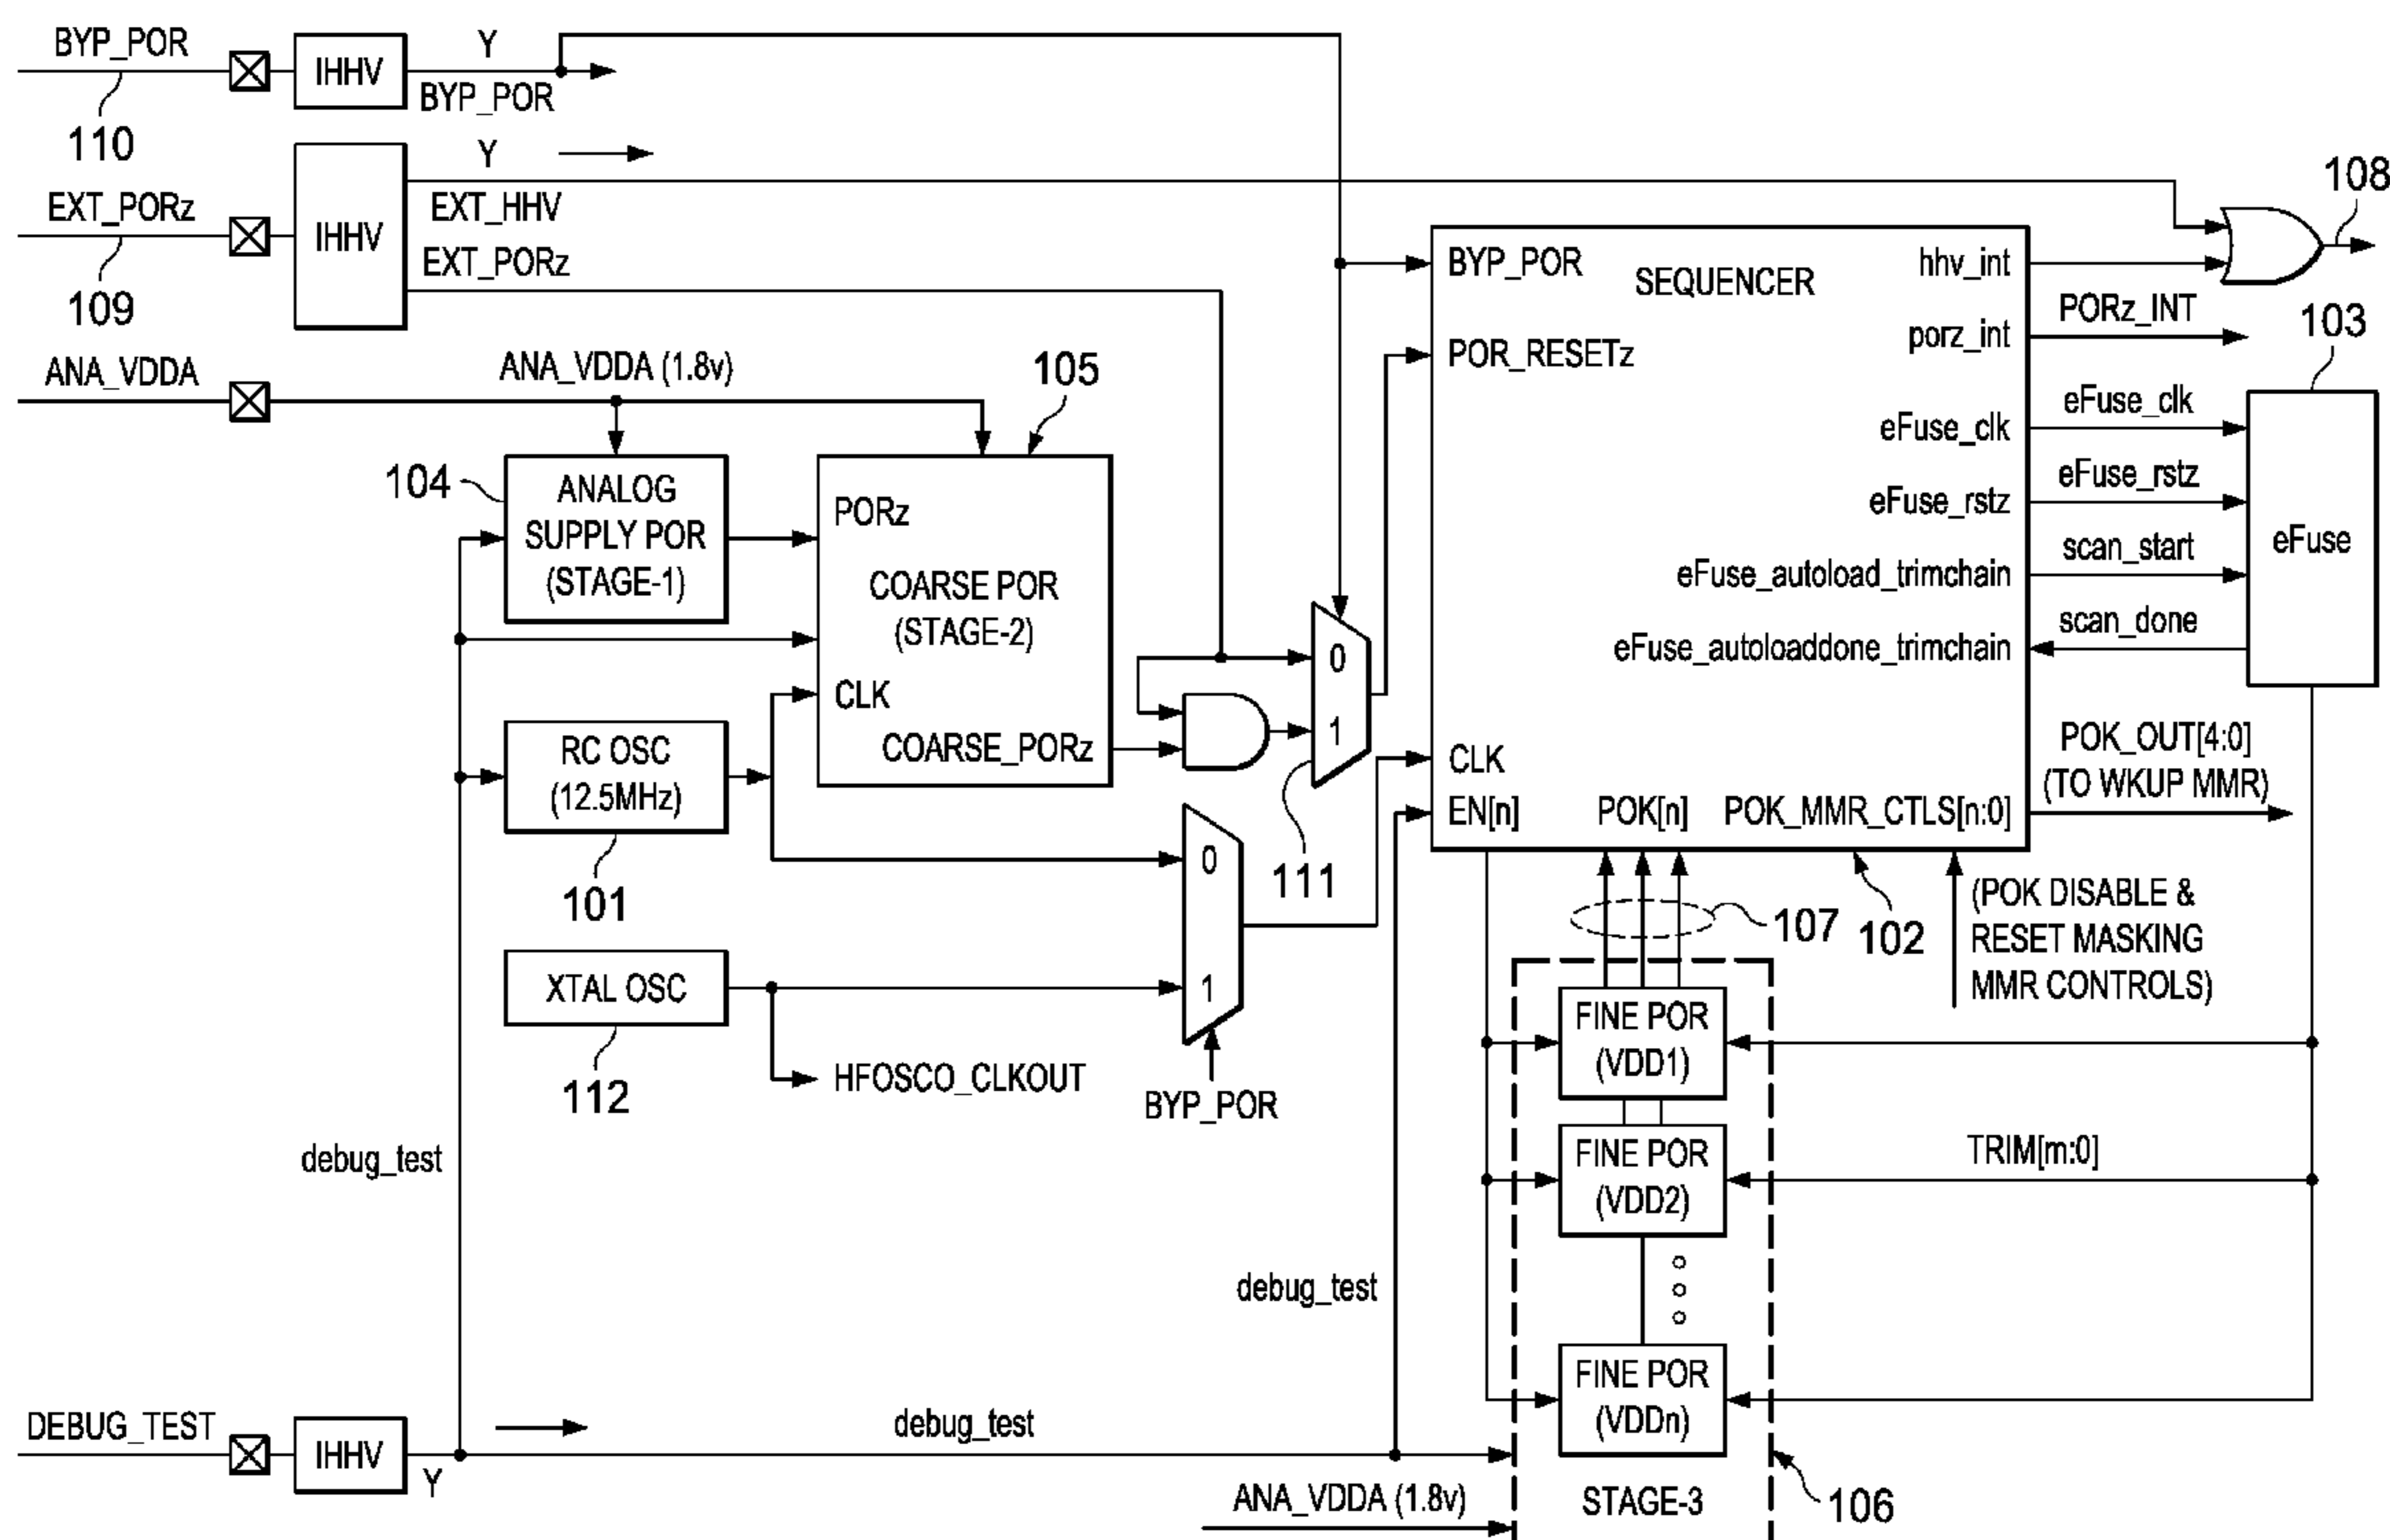 BYP_POR
IHHV
Y
BYP_POR
110
Y
EXT_PORz
IHHV
EXT_HHV
EXT_PORz
109
ANA_VDDA
ANA_VDDA (1.8v)
105
104
ANALOG
SUPPLY POR
(STAGE-1)
PORz
COARSE POR
(STAGE-2)
CLK
COARSE_PORz
RC OSC
(12.5MHz)
101
XTAL OSC
112
HFOSCO_CLKOUT
0
1
111
0
1
BYP_POR
BYP_POR
SEQUENCER
hhv_int
POR_RESETz
porz_int
eFuse_clk
eFuse_rstz
eFuse_autoload_trimchain
eFuse_autoloaddone_trimchain
CLK
EN[n]
POK[n]
POK_MMR_CTLS[n:0]
108
PORz_INT
103
eFuse_clk
eFuse_rstz
eFuse
scan_start
scan_done
POK_OUT[4:0]
(TO WKUP MMR)
107
102
(POK DISABLE &
RESET MASKING
MMR CONTROLS)
FINE POR
(VDD1)
FINE POR
(VDD2)
TRIM[m:0]
FINE POR
(VDDn)
STAGE-3
106
debug_test
debug_test
DEBUG_TEST
IHHV
Y
debug_test
ANA_VDDA (1.8v)